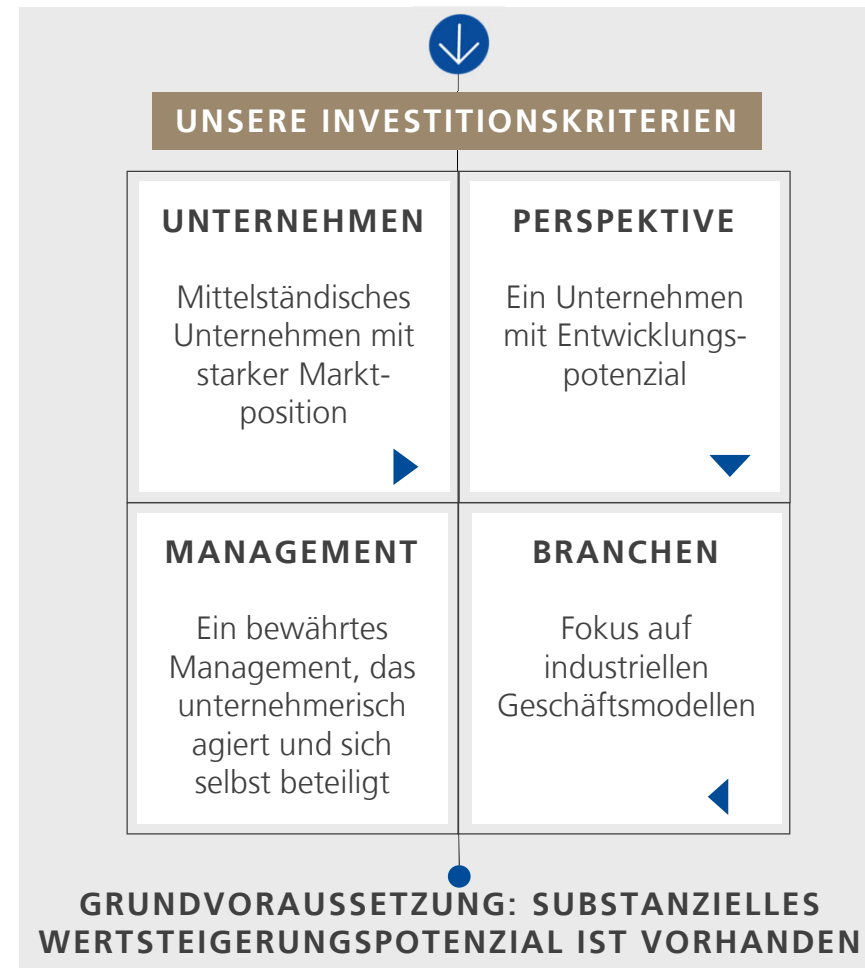 UNSERE INVESTITIONSKRITERIEN
UNTERNEHMEN
Mittelständisches
Unternehmen mit
starker Markt-
position
PERSPEKTIVE
Ein Unternehmen
mit Entwicklungs-
potenzial
MANAGEMENT
Ein bewährtes
Management, das
unternehmerisch
agiert und sich
selbst beteiligt
BRANCHEN
Fokus auf
industriellen
Geschäftsmodellen
GRUNDVORAUSSETZUNG: SUBSTANZIELLES
WERTSTEIGERUNGSPOTENZIAL IST VORHANDEN